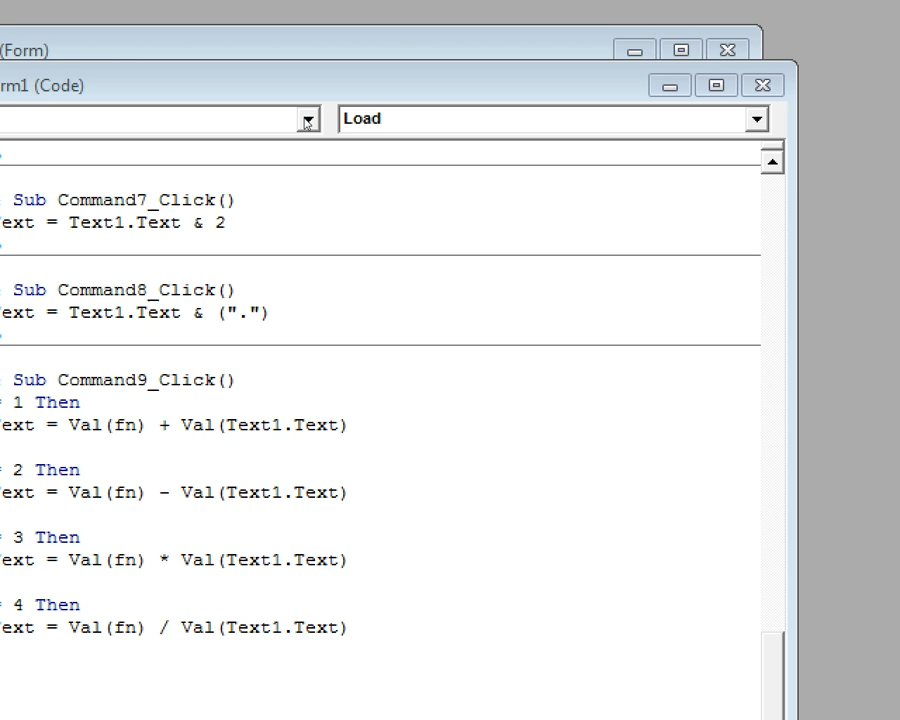 (Form)
rm1 (Code)
Load
Sub Command7_Click()
ext = Text1.Text & 2
Sub Command8_Click()
ext = Text1.Text & (".")
Sub Command9_Click()
= 1 Then
ext = Val(fn) + Val(Text1.Text)
= 2 Then
ext = Val(fn) - Val(Text1.Text)
= 3 Then
ext = Val(fn) * Val(Text1.Text)
= 4 Then
ext = Val(fn) / Val(Text1.Text)